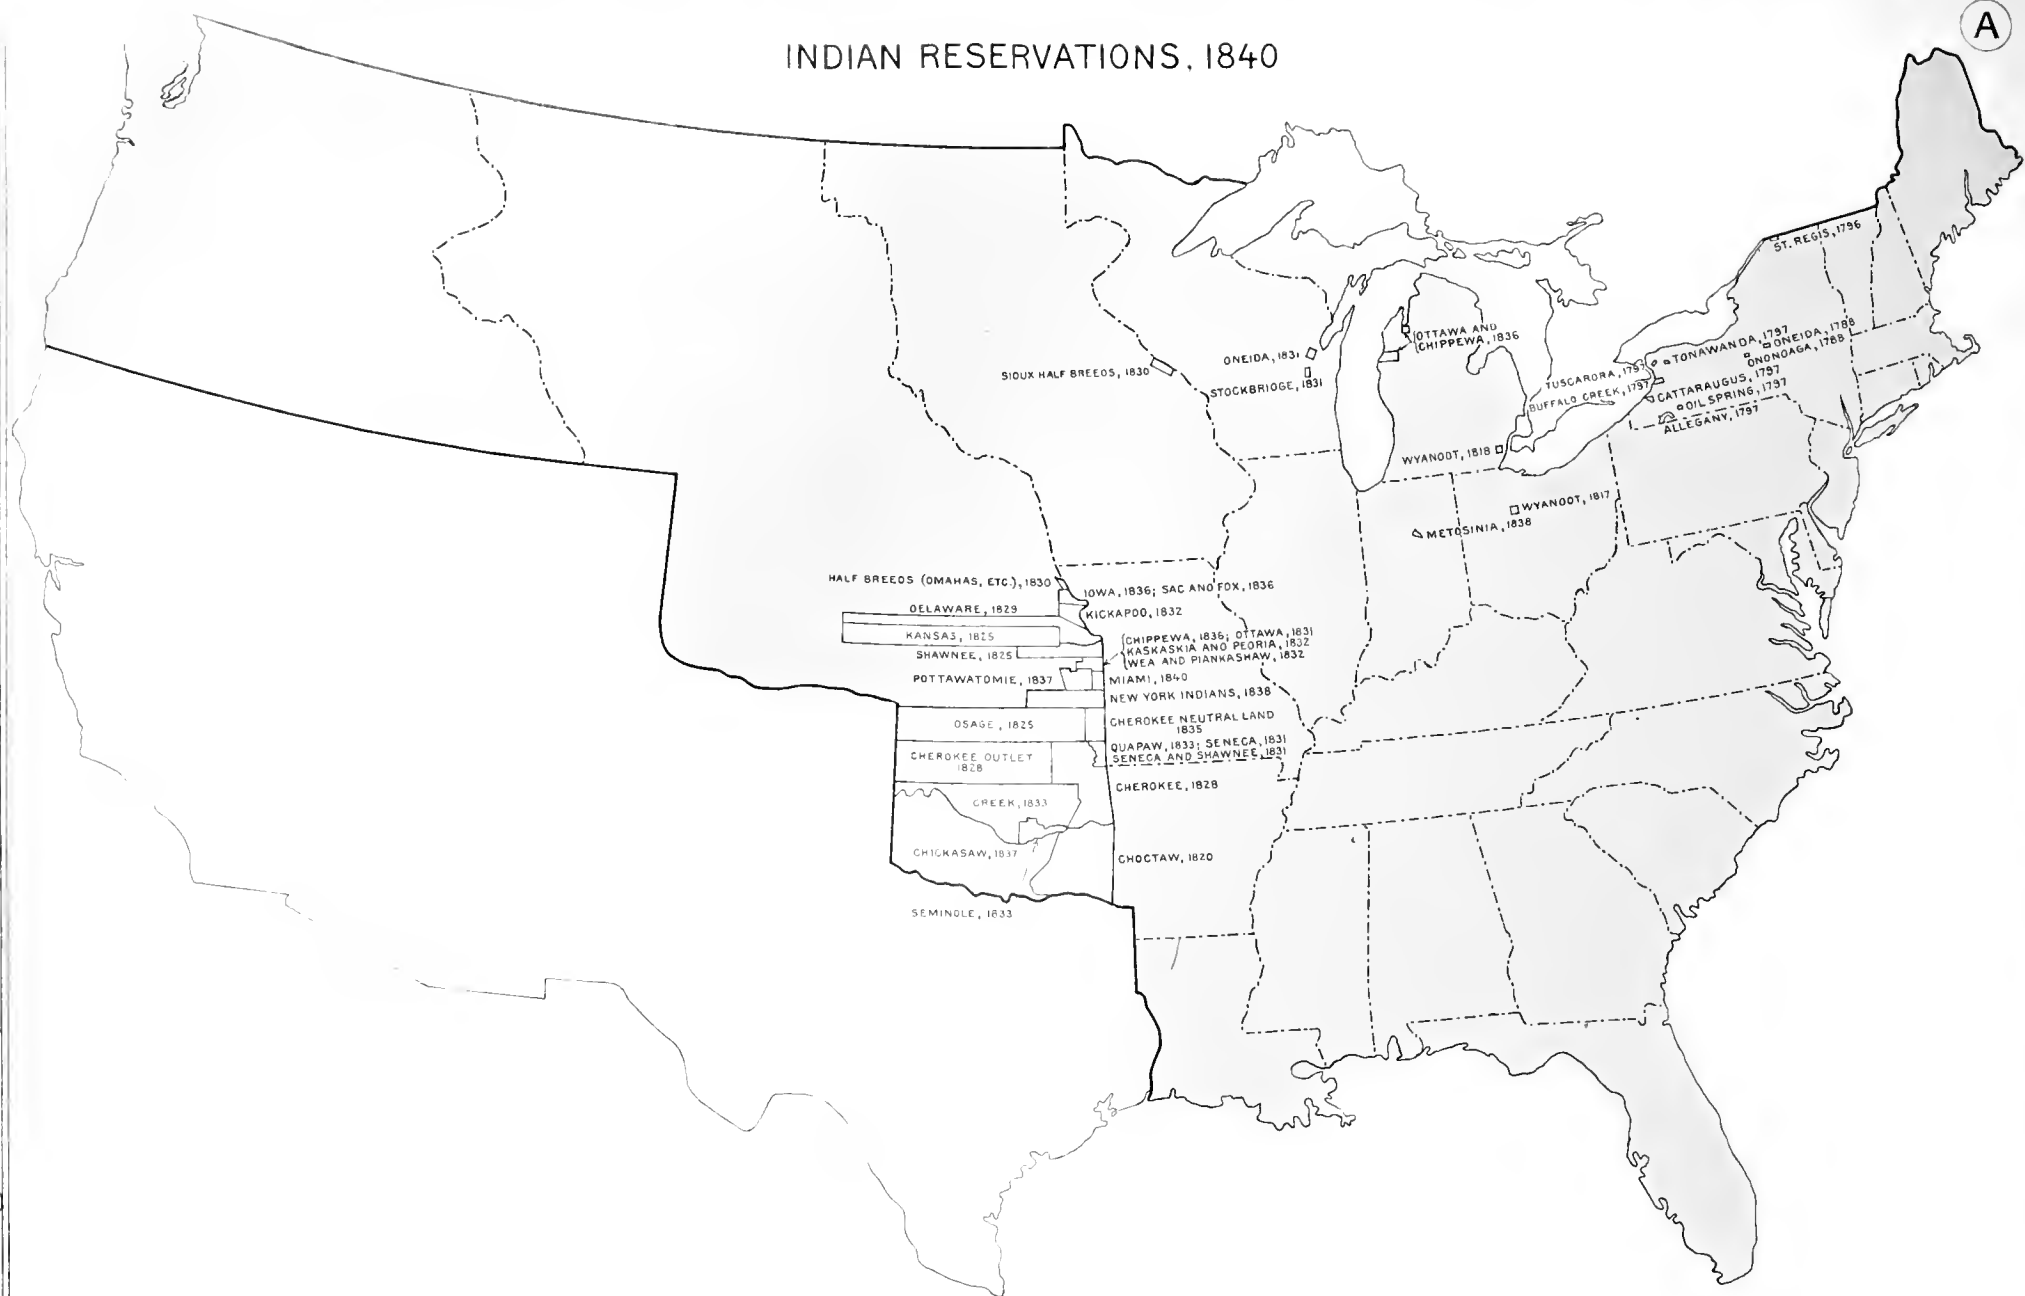 A
INDIAN RESERVATIONS, 1840
ST. REGIS, 1796
OTTAWA AND
CHIPPEWA, 1836
ONEIDA, 1831
STOCKBRIDGE, 1831
SIOUX HALF BREEDS, 1830
TONAWANDA, 1797
ONEIDA, 1788
ONONDAGA, 1788
TUSCARORA, 1797
BUFFALO CREEK, 1797
CATTARAUGUS, 1797
OIL SPRING, 1797
ALLEGANY, 1797
WYANDOT, 1818
WYANDOT, 1817
METOSINIA, 1838
HALF BREEDS (OMAHAS, ETC.), 1830
IOWA, 1836; SAC AND FOX, 1836
DELAWARE, 1829
KICKAPOO, 1832
KANSAS, 1825
SHAWNEE, 1825
CHIPPEWA, 1836; OTTAWA, 1831
KASKASKIA AND PEORIA, 1832
WEA AND PIANKASHAW, 1832
POTTAWATOMIE, 1837
MIAMI, 1840
NEW YORK INDIANS, 1838
OSAGE, 1825
CHEROKEE NEUTRAL LAND
1835
QUAPAW, 1833; SENECA, 1831
SENECA AND SHAWNEE, 1831
CHEROKEE OUTLET
1828
CHEROKEE, 1828
CREEK, 1833
CHICKASAW, 1837
CHOCTAW, 1820
SEMINOLE, 1833